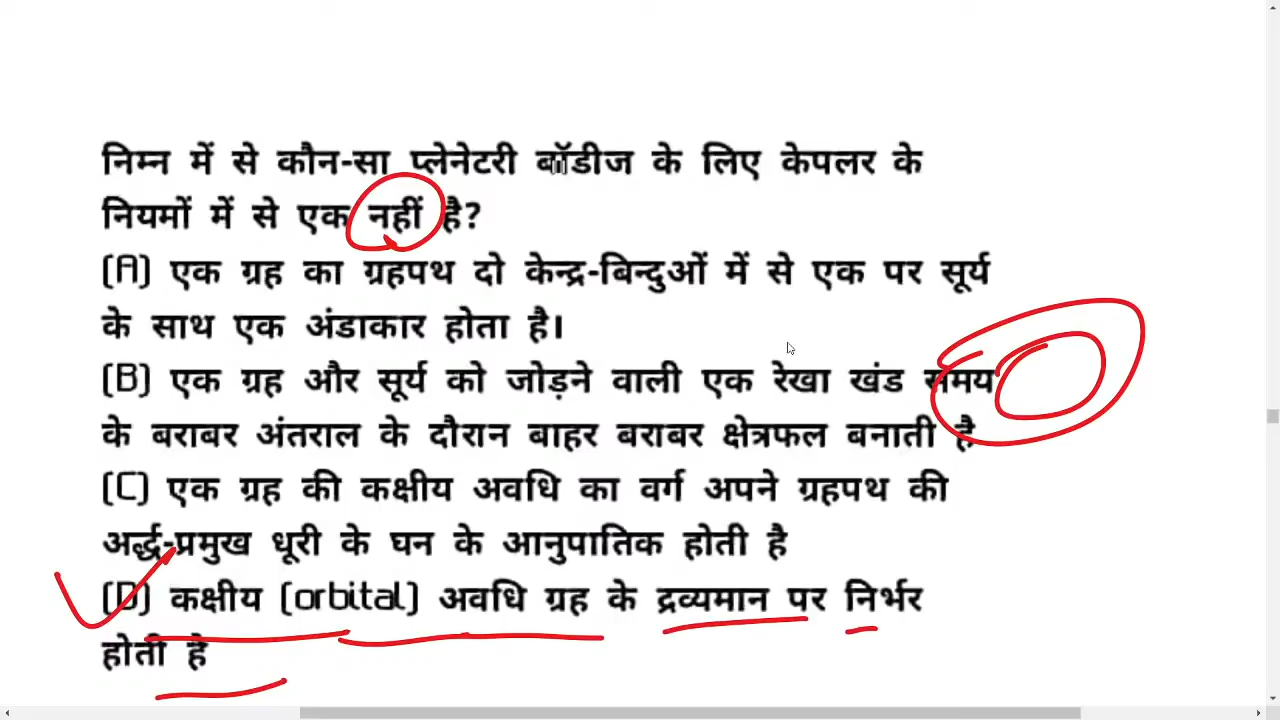 निम्न में से कौन-सा प्लेनेटरी बॉडीज के लिए केपलर के
नियमों में से एक नहीं है?
(A) एक ग्रह का ग्रहपथ दो केन्द्र-बिन्दुओं में से एक पर सूर्य
के साथ एक अंडाकार होता है।
(B) एक ग्रह और सूर्य को जोड़ने वाली एक रेखा खंड समय
के बराबर अंतराल के दौरान बाहर बराबर क्षेत्रफल बनाती है
(C) एक ग्रह की कक्षीय अवधि का वर्ग अपने ग्रहपथ की
अर्द्ध-प्रमुख धूरी के घन के आनुपातिक होती है
(D) कक्षीय (orbital) अवधि ग्रह के द्रव्यमान पर निर्भर
होती है